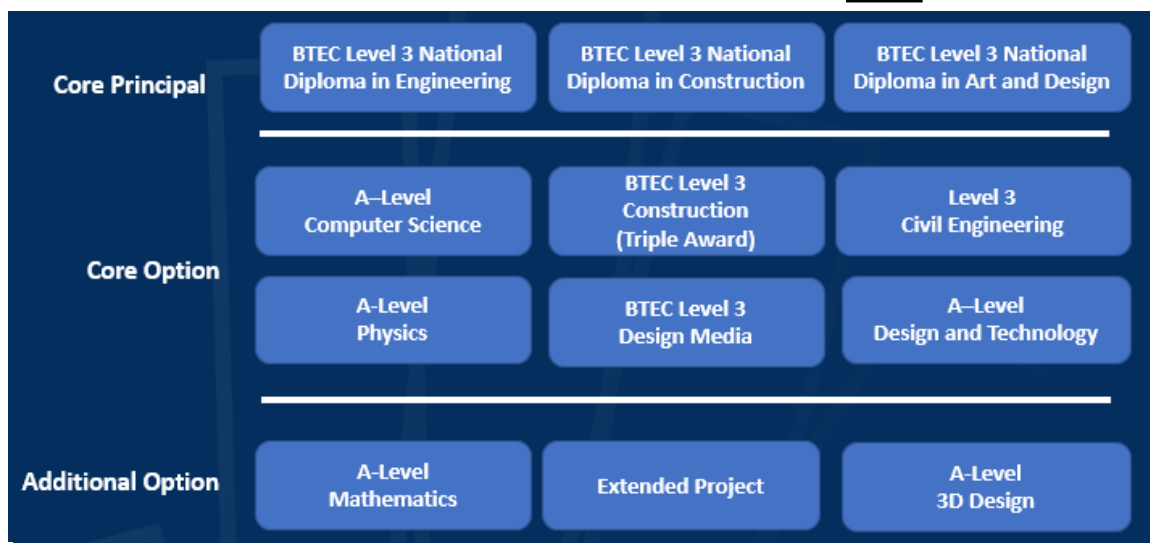 Core Principal
BTEC Level 3 National
Diploma in Engineering
BTEC Level 3 National
Diploma in Construction
BTEC Level 3 National
Diploma in Art and Design
Core Option
A–Level
Computer Science
BTEC Level 3
Construction
(Triple Award)
Level 3
Civil Engineering
A-Level
Physics
BTEC Level 3
Design Media
A–Level
Design and Technology
Additional Option
A-Level
Mathematics
Extended Project
A-Level
3D Design